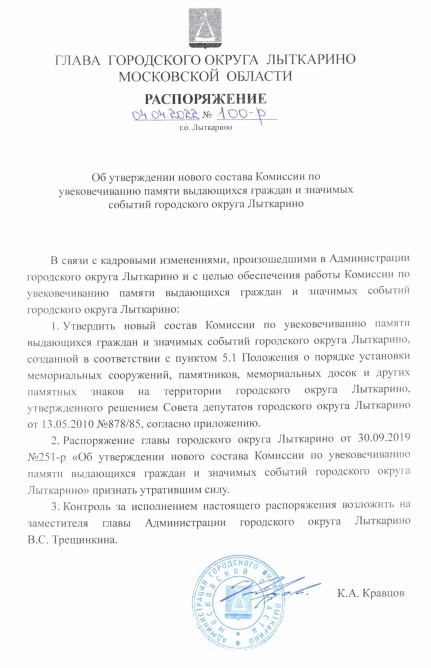 ГЛАВА ГОРОДСКОГО ОКРУГА ЛЫТКАРИНО
МОСКОВСКОЙ ОБЛАСТИ
РАСПОРЯЖЕНИЕ
04.04.2022 № 100-р
г.о. Лыткарино
Об утверждении нового состава Комиссии по
увековечиванию памяти выдающихся граждан и значимых
событий городского округа Лыткарино
В связи с кадровыми изменениями, произошедшими в Администрации
городского округа Лыткарино и с целью обеспечения работы Комиссии по
увековечиванию памяти выдающихся граждан и значимых событий
городского округа Лыткарино:
1. Утвердить новый состав Комиссии по увековечиванию памяти
выдающихся граждан и значимых событий городского округа Лыткарино,
созданной в соответствии с пунктом 5.1 Положения о порядке установки
мемориальных сооружений, памятников, мемориальных досок и других
памятных знаков на территории городского округа Лыткарино,
утвержденного решением Совета депутатов городского округа Лыткарино
от 13.05.2010 №878/85, согласно приложению.
2. Распоряжение главы городского округа Лыткарино от 30.09.2019
№251-р «Об утверждении нового состава Комиссии по увековечиванию
памяти выдающихся граждан и значимых событий городского округа
Лыткарино» признать утратившим силу.
3. Контроль за исполнением настоящего распоряжения возложить на
заместителя главы Администрации городского округа Лыткарино
В.С. Трещинкина.
К.А. Кравцов
АДМИНИСТРАЦИЯ ГОРОДСКОГО ОКРУГА ЛЫТКАРИНО
МОСКОВСКОЙ ОБЛАСТИ